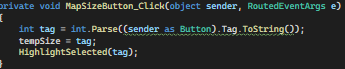 private void MapSizeButton_Click(object sender, RoutedEventArgs e)
{
int tag = int.Parse((sender as Button).Tag.ToString());
tempSize = tag;
HighlightSelected(tag);
}